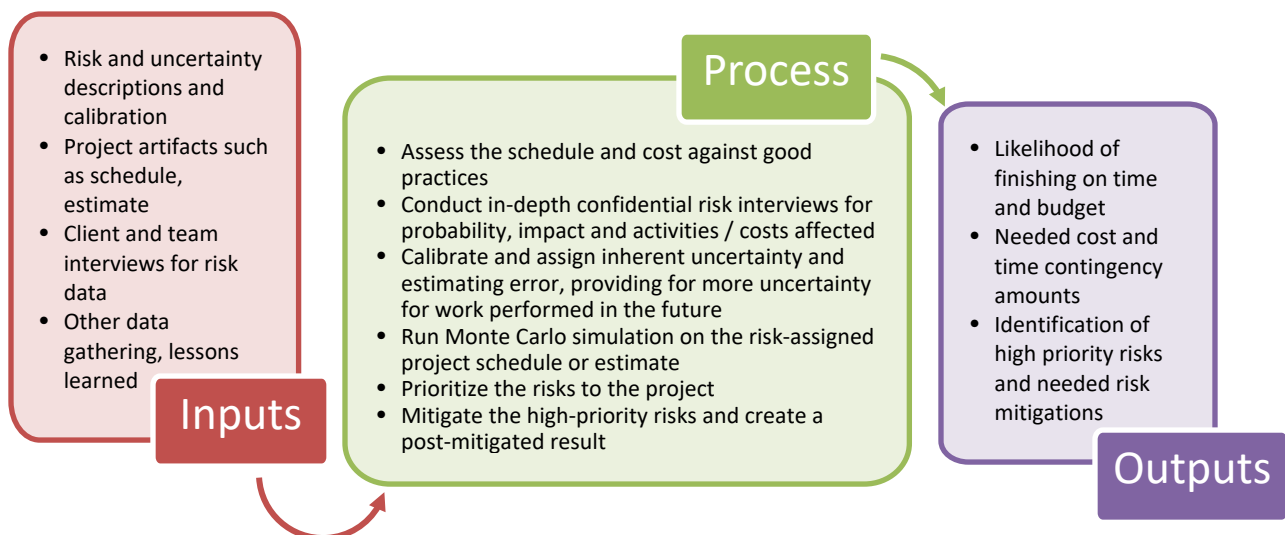 • Risk and uncertainty
descriptions and
calibration
• Project artifacts such
as schedule,
estimate
• Client and team
interviews for risk
data
• Other data
gathering, lessons
learned
Inputs
Process
• Assess the schedule and cost against good
practices
• Conduct in-depth confidential risk interviews for
probability, impact and activities / costs affected
• Calibrate and assign inherent uncertainty and
estimating error, providing for more uncertainty
for work performed in the future
• Run Monte Carlo simulation on the risk-assigned
project schedule or estimate
• Prioritize the risks to the project
• Mitigate the high-priority risks and create a
post-mitigated result
• Likelihood of
finishing on time
and budget
• Needed cost and
time contingency
amounts
• Identification of
high priority risks
and needed risk
mitigations
Outputs